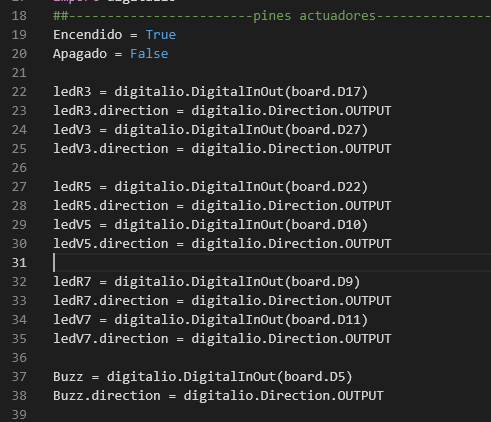 18 ##------------------------pines actuadores---------------
19 Encendido = True
20 Apagado = False
21
22 ledR3 = digitalio.DigitalInOut(board.D17)
23 ledR3.direction = digitalio.Direction.OUTPUT
24 ledV3 = digitalio.DigitalInOut(board.D27)
25 ledV3.direction = digitalio.Direction.OUTPUT
26
27 ledR5 = digitalio.DigitalInOut(board.D22)
28 ledR5.direction = digitalio.Direction.OUTPUT
29 ledV5 = digitalio.DigitalInOut(board.D10)
30 ledV5.direction = digitalio.Direction.OUTPUT
31
32 ledR7 = digitalio.DigitalInOut(board.D9)
33 ledR7.direction = digitalio.Direction.OUTPUT
34 ledV7 = digitalio.DigitalInOut(board.D11)
35 ledV7.direction = digitalio.Direction.OUTPUT
36
37 Buzz = digitalio.DigitalInOut(board.D5)
38 Buzz.direction = digitalio.Direction.OUTPUT
39